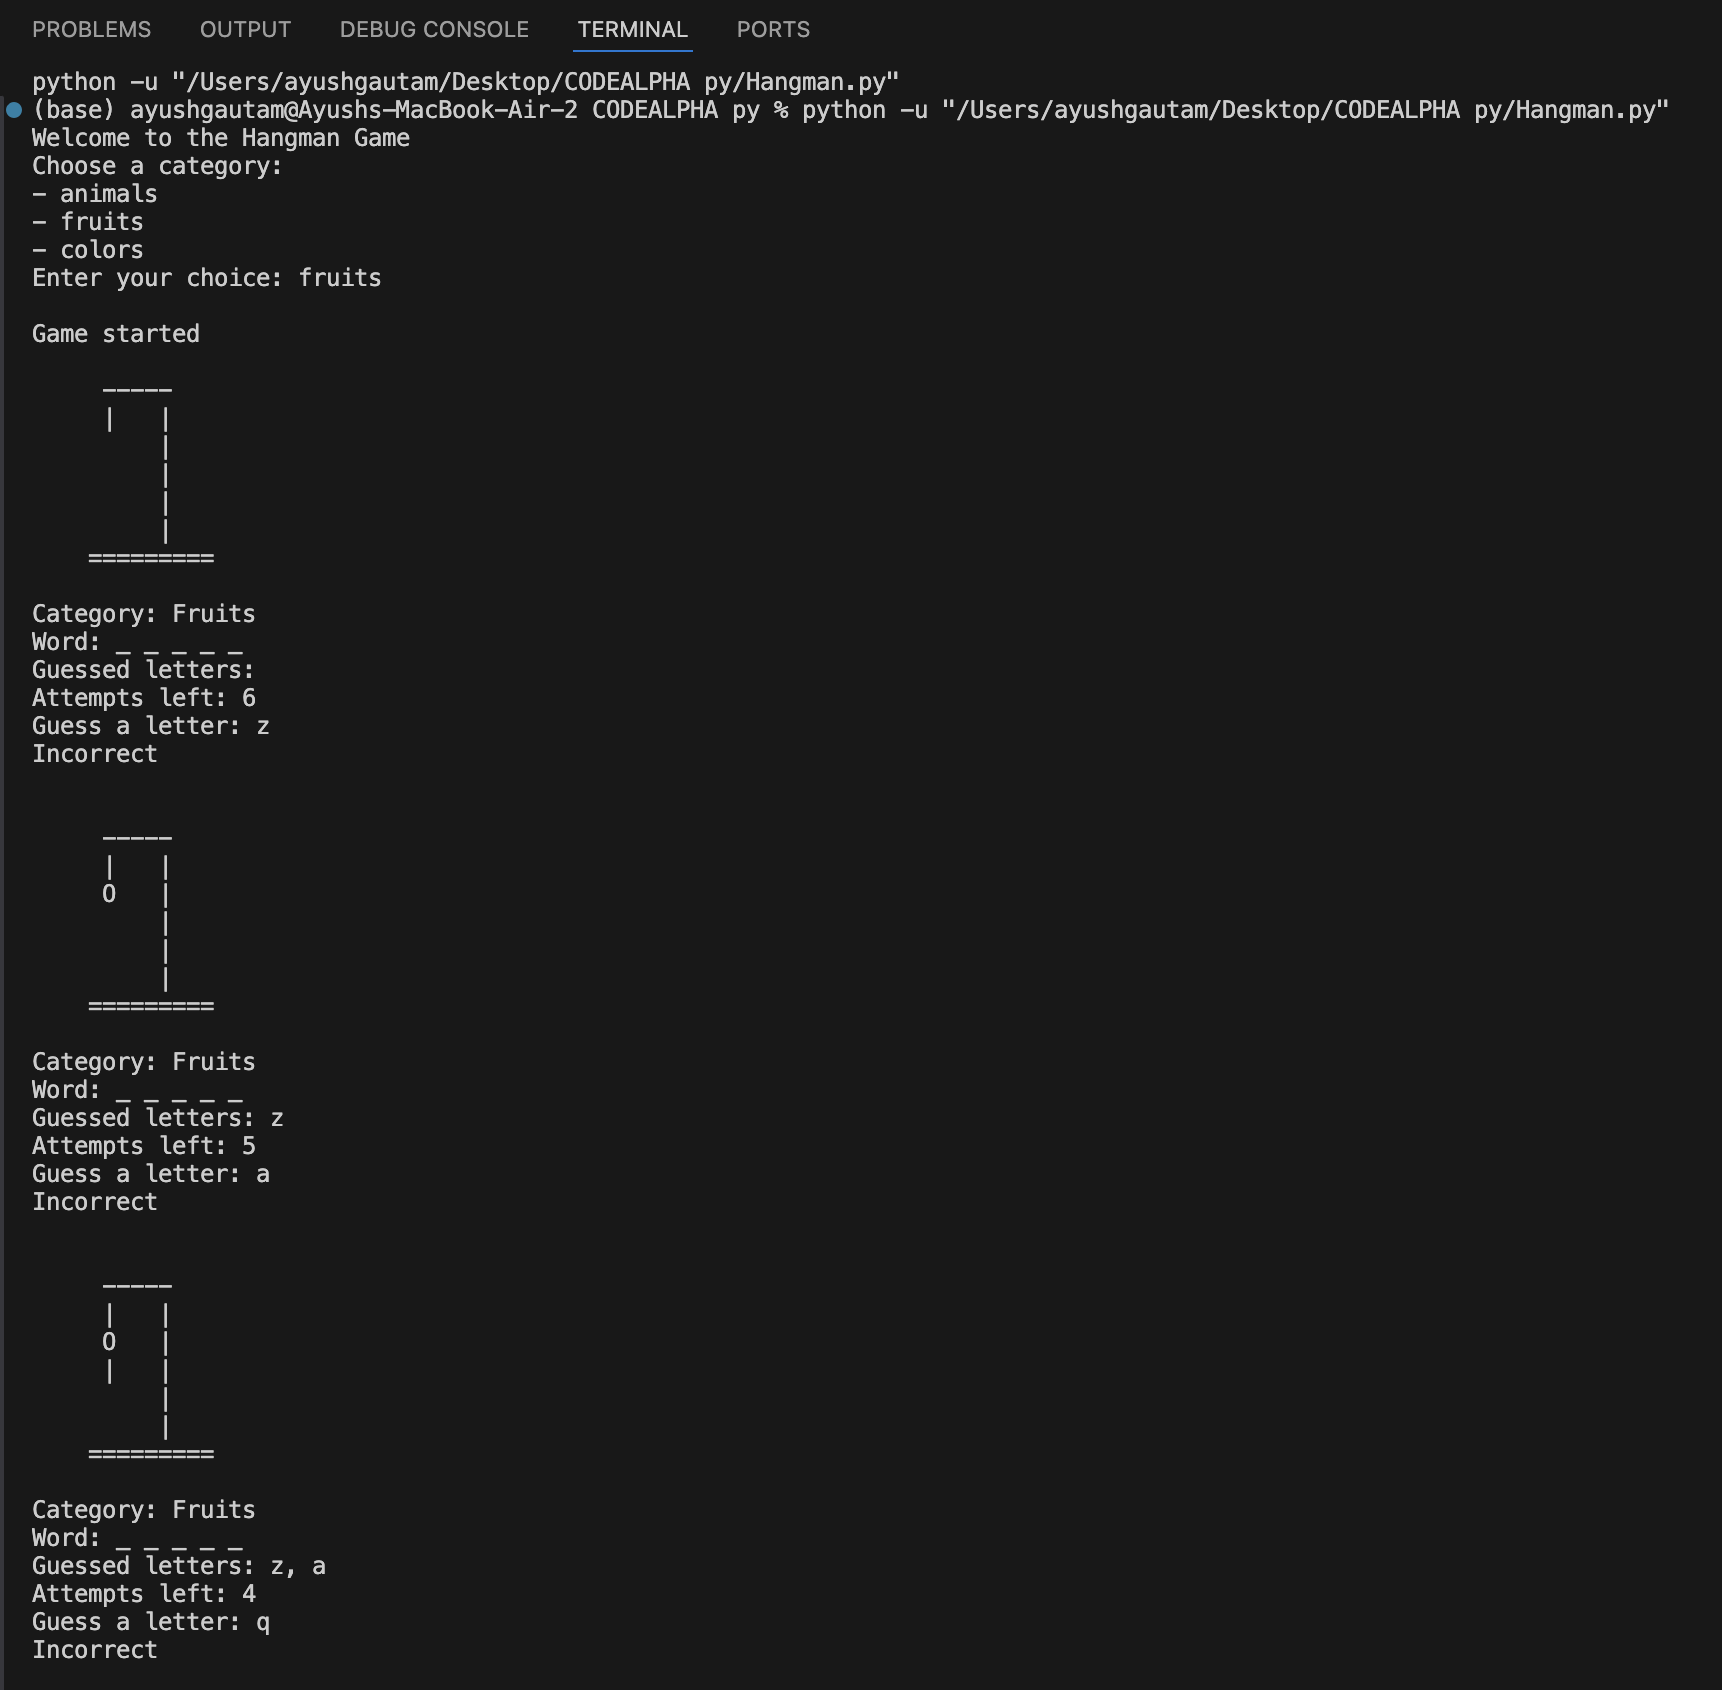 PROBLEMS OUTPUT DEBUG CONSOLE TERMINAL PORTS
python -u "/Users/ayushgautam/Desktop/CODEALPHA py/Hangman.py"
(base) ayushgautam@Ayushs-MacBook-Air-2 CODEALPHA py % python -u "/Users/ayushgautam/Desktop/CODEALPHA py/Hangman.py"
Welcome to the Hangman Game
Choose a category:
- animals
- fruits
- colors
Enter your choice: fruits

Game started

     -----
     |   |
         |
         |
         |
         |
    =========

Category: Fruits
Word: _ _ _ _ _
Guessed letters:
Attempts left: 6
Guess a letter: z
Incorrect


     -----
     |   |
     O   |
         |
         |
         |
    =========

Category: Fruits
Word: _ _ _ _ _
Guessed letters: z
Attempts left: 5
Guess a letter: a
Incorrect


     -----
     |   |
     O   |
     |   |
         |
         |
    =========

Category: Fruits
Word: _ _ _ _ _
Guessed letters: z, a
Attempts left: 4
Guess a letter: q
Incorrect